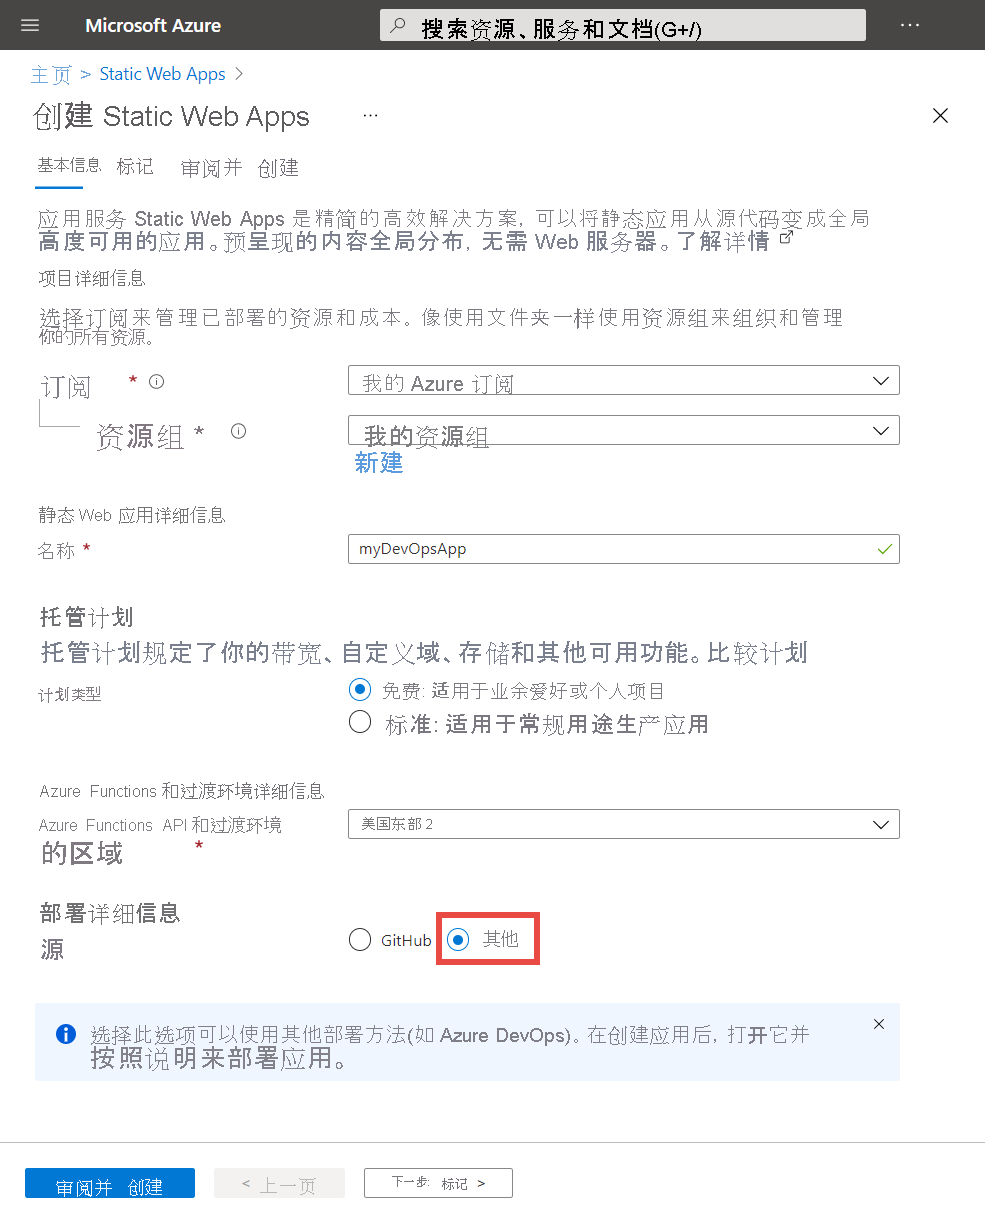 Microsoft Azure
搜索资源、服务和文档(G+/)
...
主页 > Static Web Apps >
创建 Static Web Apps ...
基本信息 标记 审阅并 创建
应用服务 Static Web Apps 是精简的高效解决方案, 可以将静态应用从源代码变成全局
高度可用的应用。预呈现的内容全局分布, 无需 Web 服务器。了解详情
项目详细信息
选择订阅来管理已部署的资源和成本。像使用文件夹一样使用资源组来组织和管理
你的所有资源。
订阅 * 我的 Azure 订阅
资源组 * 我的资源组
新建
静态 Web 应用详细信息
名称 * myDevOpsApp
托管计划
托管计划规定了你的带宽、自定义域、存储和其他可用功能。比较计划
计划类型 免费: 适用于业余爱好或个人项目
标准: 适用于常规用途生产应用
Azure Functions 和过渡环境详细信息
Azure Functions API 和过渡环境 美国东部 2
的区域 *
部署详细信息
源 GitHub 其他
选择此选项可以使用其他部署方法(如 Azure DevOps)。在创建应用后, 打开它并
按照说明来部署应用。
审阅并 创建 < 上一页 下一步: 标记 >